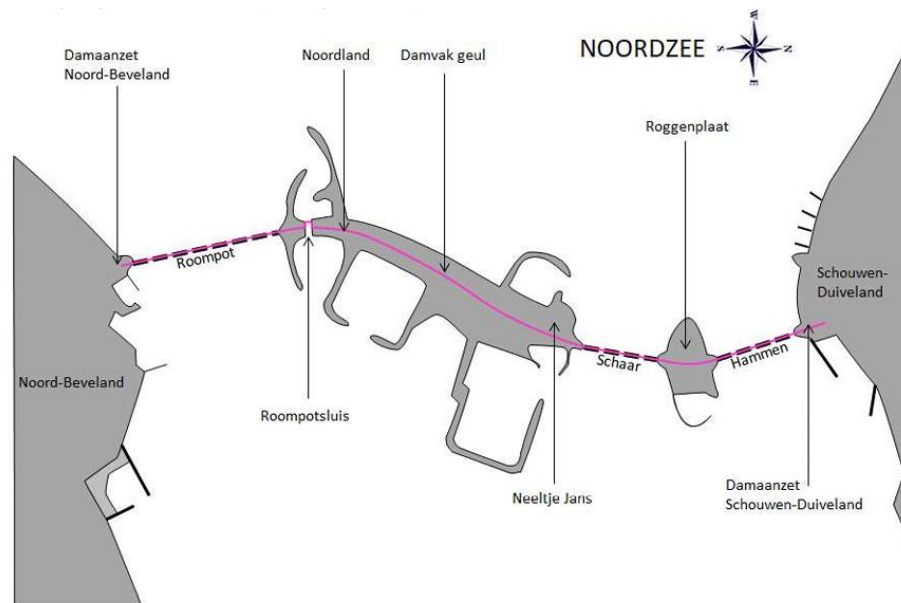 Damaanzet
Noord-Beveland
Noordland
Damvak geul
NOORDZEE
W
S
N
E
Roggenplaat
Roompot
Schouwen-
Duiveland
Schaar
Hammen
Noord-Beveland
Roompotsluis
Neeltje Jans
Damaanzet
Schouwen-Duiveland